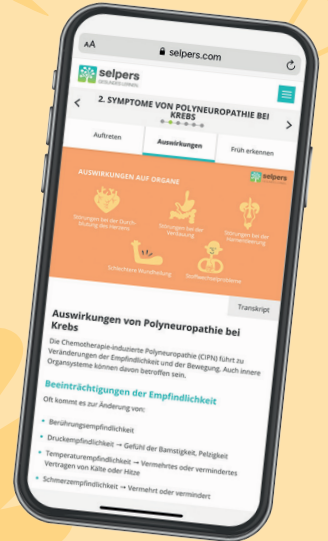 AA
selpers.com
selpers
GESÜNDER LERNEN
2. SYMPTOME VON POLYNEUROPATHIE BEI
KREBS
Auftreten
Auswirkungen
Früh erkennen
AUSWIRKUNGEN AUF ORGANE
selpers
Störungen bei der Durch-
blutung des Herzens
Störungen bei der
Verdauung
Störungen bei der
Harnentleerung
Schlechtere Wundheilung
Stoffwechselprobleme
Transkript
Auswirkungen von Polyneuropathie bei
Krebs
Die Chemotherapie-induzierte Polyneuropathie (CIPN) führt zu
Veränderungen der Empfindlichkeit und der Bewegung. Auch innere
Organsysteme können davon betroffen sein.
Beeinträchtigungen der Empfindlichkeit
Oft kommt es zur Änderung von:
• Berührungsempfindlichkeit
• Druckempfindlichkeit → Gefühl der Bamstigkeit, Pelzigkeit
• Temperaturempfindlichkeit → Vermehrtes oder vermindertes
Vertragen von Kälte oder Hitze
• Schmerzempfindlichkeit → Vermehrt oder vermindert